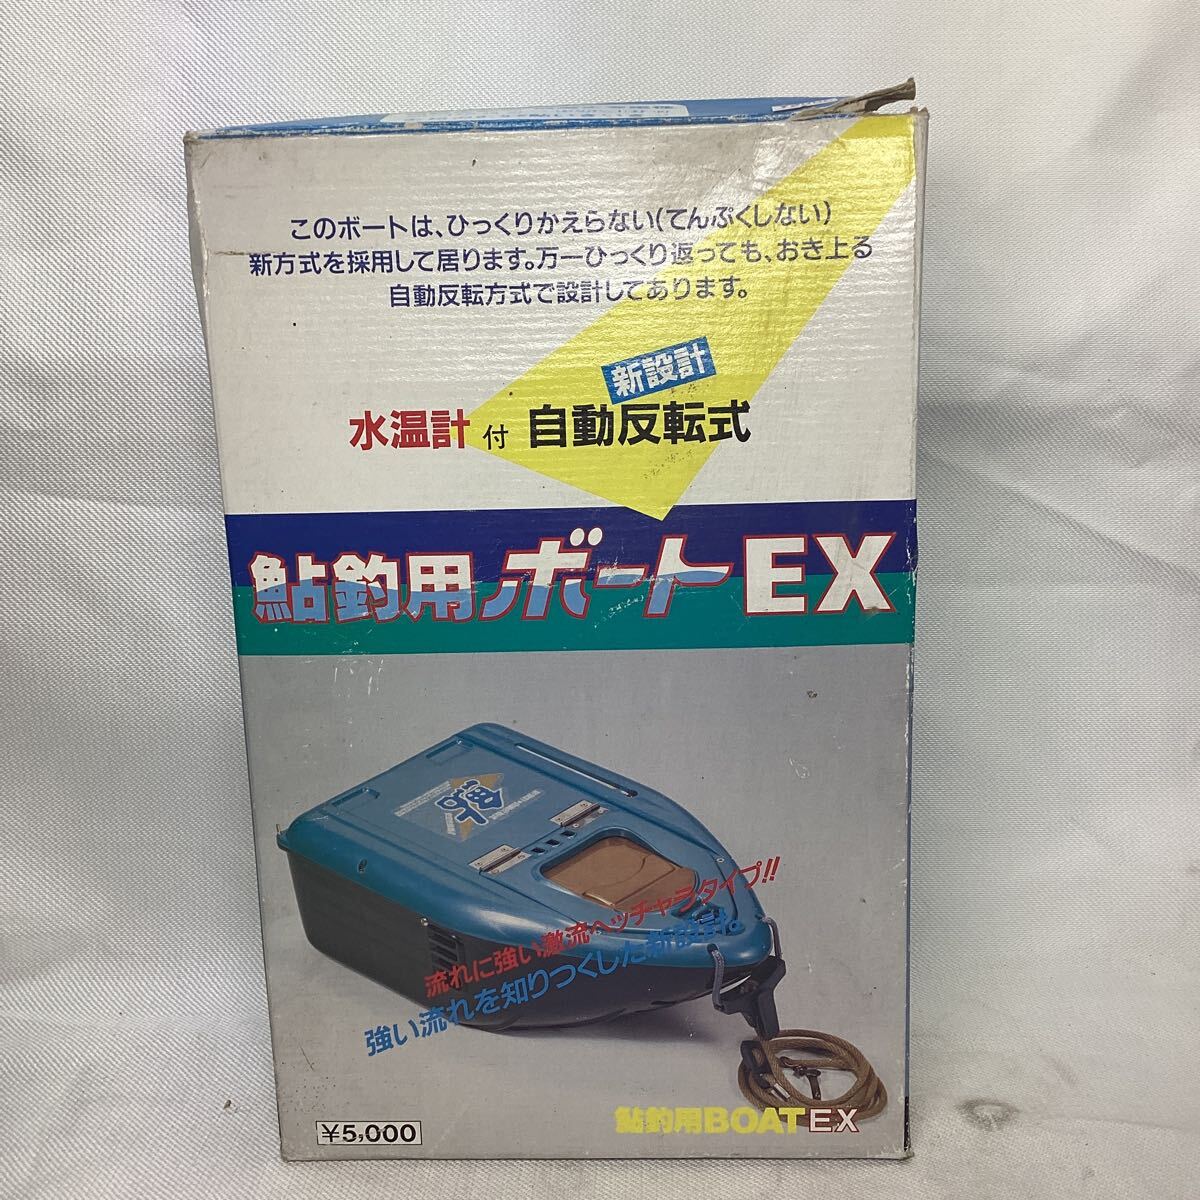 このボートは、ひっくりかえらない(てんぷくしない)
新方式を採用して居ります。万一ひっくり返っても、おき上る
自動反転方式で設計してあります。
新設計
水温計付 自動反転式
鮎釣用ボートEX
流れに強い激流ヘッチャラタイプ!!
強い流れを知りつくした新設計。
鮎釣用BOAT EX
¥5,000